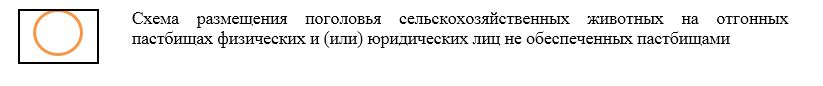 Схема размещения поголовья сельскохозяйственных животных на отгонных
пастбищах физических и (или) юридических лиц не обеспеченных пастбищами